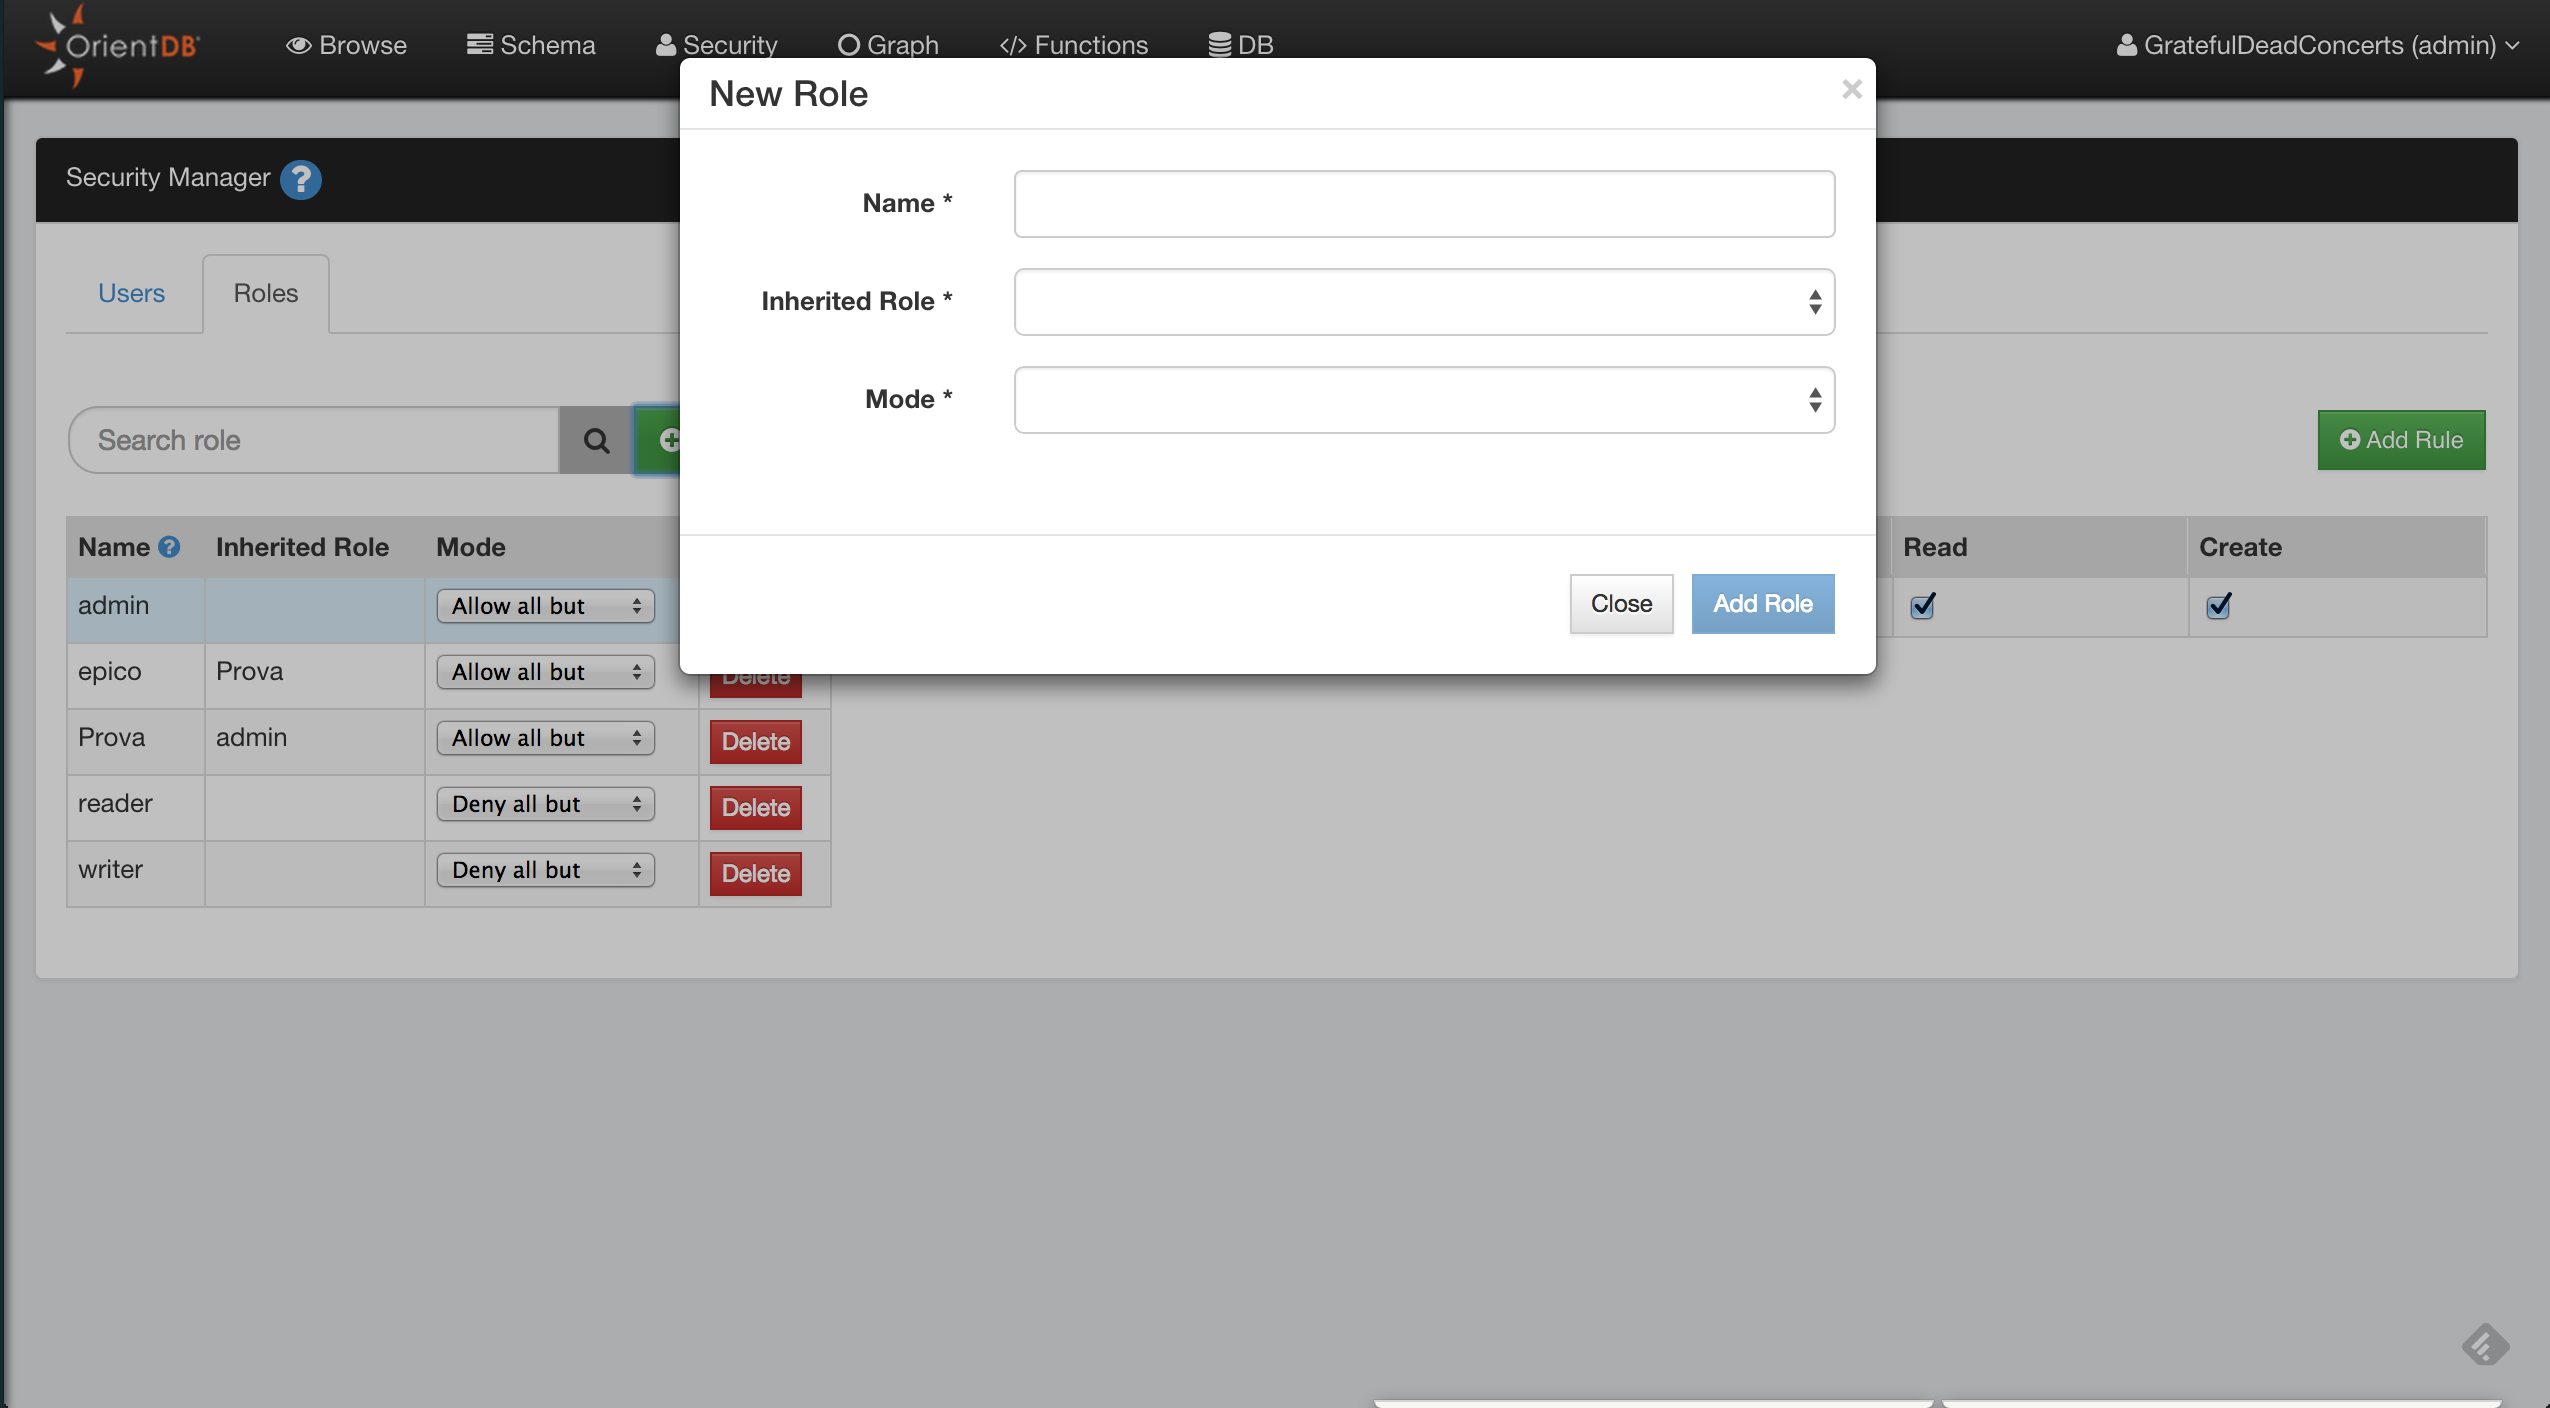 OrientDB Browse Schema Security Graph </> Functions DB GratefulDeadConcerts (admin)
New Role ×
Security Manager ?
Name *
Users Roles
Inherited Role *
Mode *
Search role
Add Rule
Name ? Inherited Role Mode Read Create
admin Allow all but
Close Add Role
epico Prova Allow all but Delete
Prova admin Allow all but Delete
reader Deny all but Delete
writer Deny all but Delete